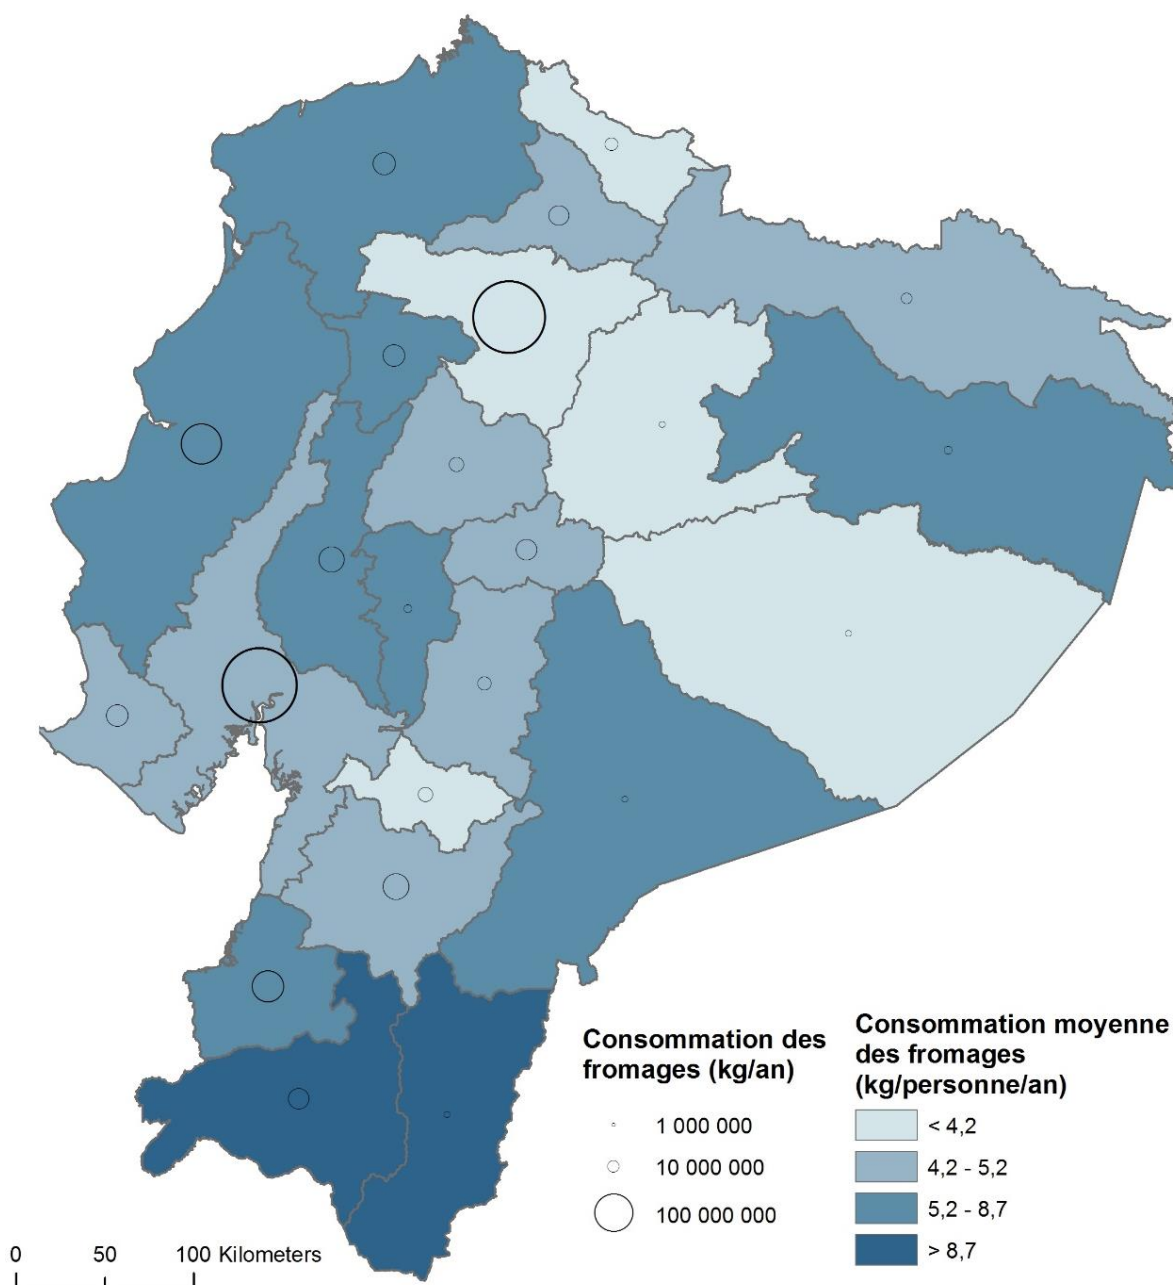 Consommation des
fromages (kg/an)
1 000 000
10 000 000
100 000 000
Consommation moyenne
des fromages
(kg/personne/an)
< 4,2
4,2 - 5,2
5,2 - 8,7
> 8,7
0 50 100 Kilometers